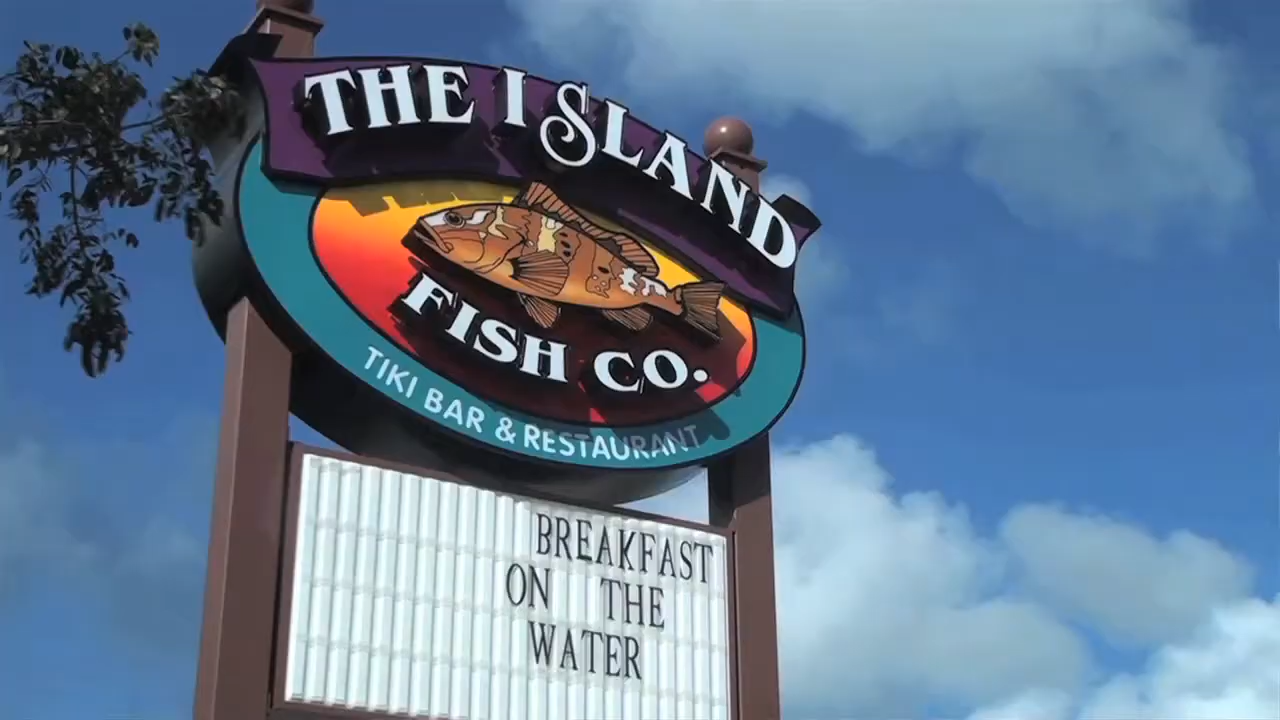 THE ISLAND
FISH CO.
TIKI BAR & RESTAURANT
BREAKFAST
ON THE
WATER